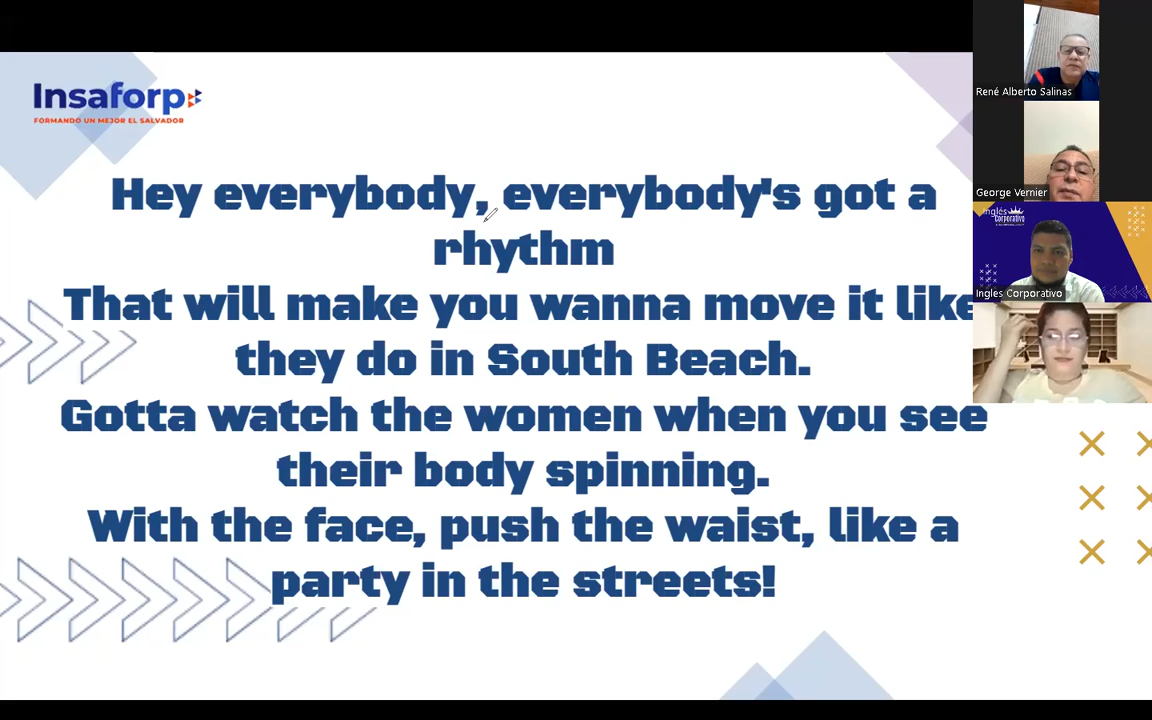 Insaforp
FORMANDO UN MEJOR EL SALVADOR
Hey everybody, everybody's got a
rhythm
That will make you wanna move it like
they do in South Beach.
Gotta watch the women when you see
their body spinning.
With the face, push the waist, like a
party in the streets!
René Alberto Salinas
George Vernier
Inglés
corporativo
Ingles Corporativo